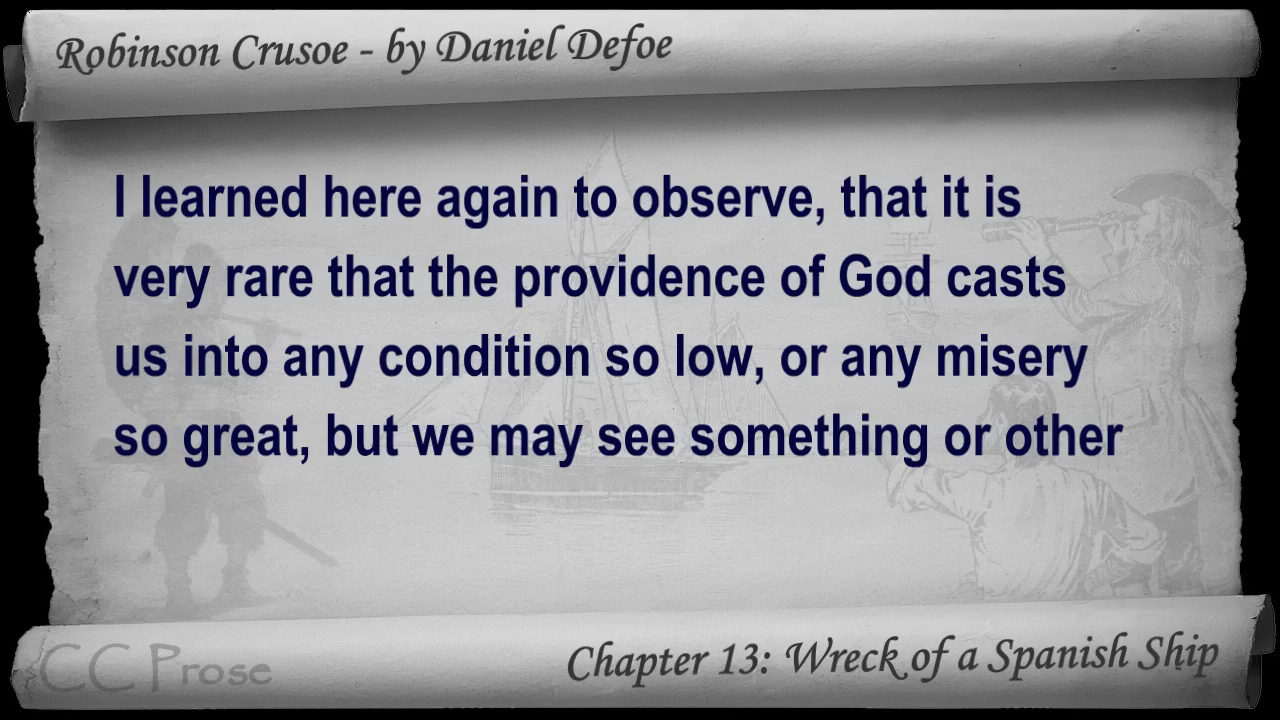 Robinson Crusoe - by Daniel Defoe
I learned here again to observe, that it is
very rare that the providence of God casts
us into any condition so low, or any misery
so great, but we may see something or other
CC Prose
Chapter 13: Wreck of a Spanish Ship